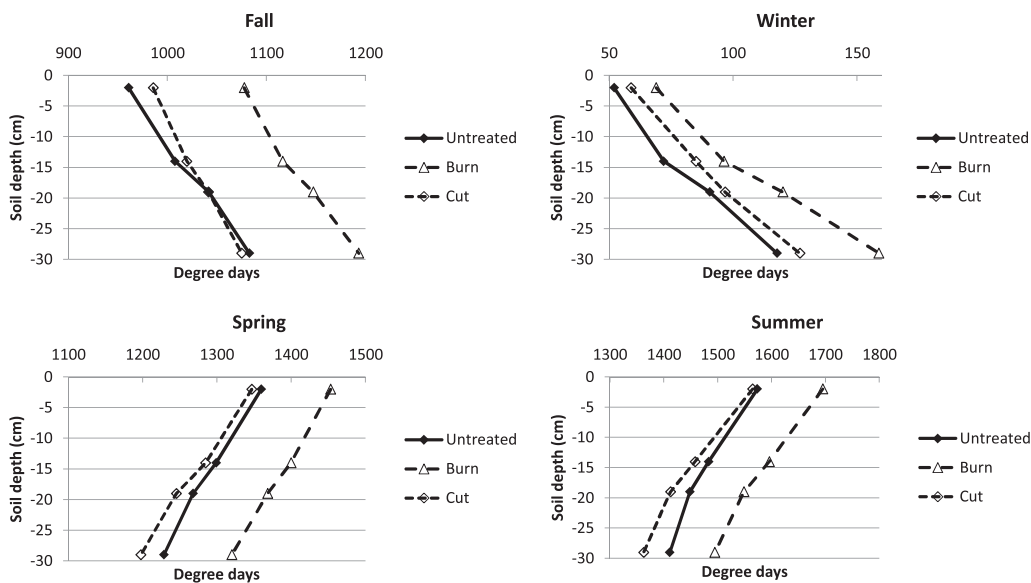 Fall
900 1000 1100 1200
0
-5
-10
-15
-20
-25
-30
Soil depth (cm)
Degree days
Untreated
Burn
Cut
Winter
50 100 150
0
-5
-10
-15
-20
-25
-30
Soil depth (cm)
Degree days
Untreated
Burn
Cut
Spring
1100 1200 1300 1400 1500
0
-5
-10
-15
-20
-25
-30
Soil depth (cm)
Degree days
Untreated
Burn
Cut
Summer
1300 1400 1500 1600 1700 1800
0
-5
-10
-15
-20
-25
-30
Soil depth (cm)
Degree days
Untreated
Burn
Cut